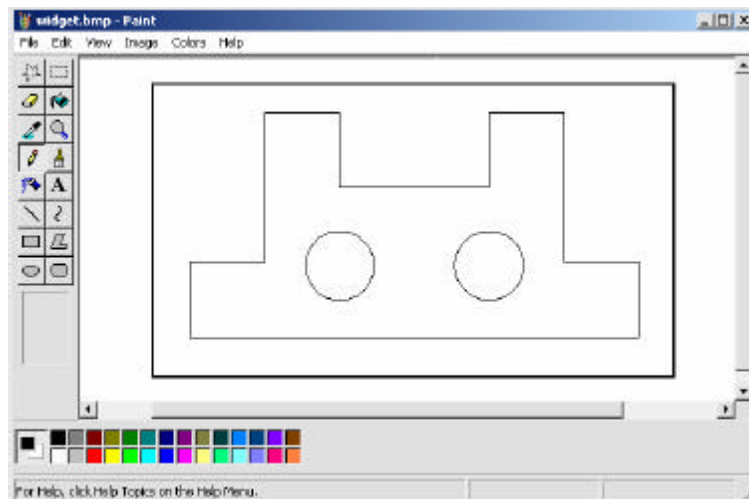 widget.bmp - Paint
File Edit View Image Colors Help
A
For Help, click Help Topics on the Help Menu.